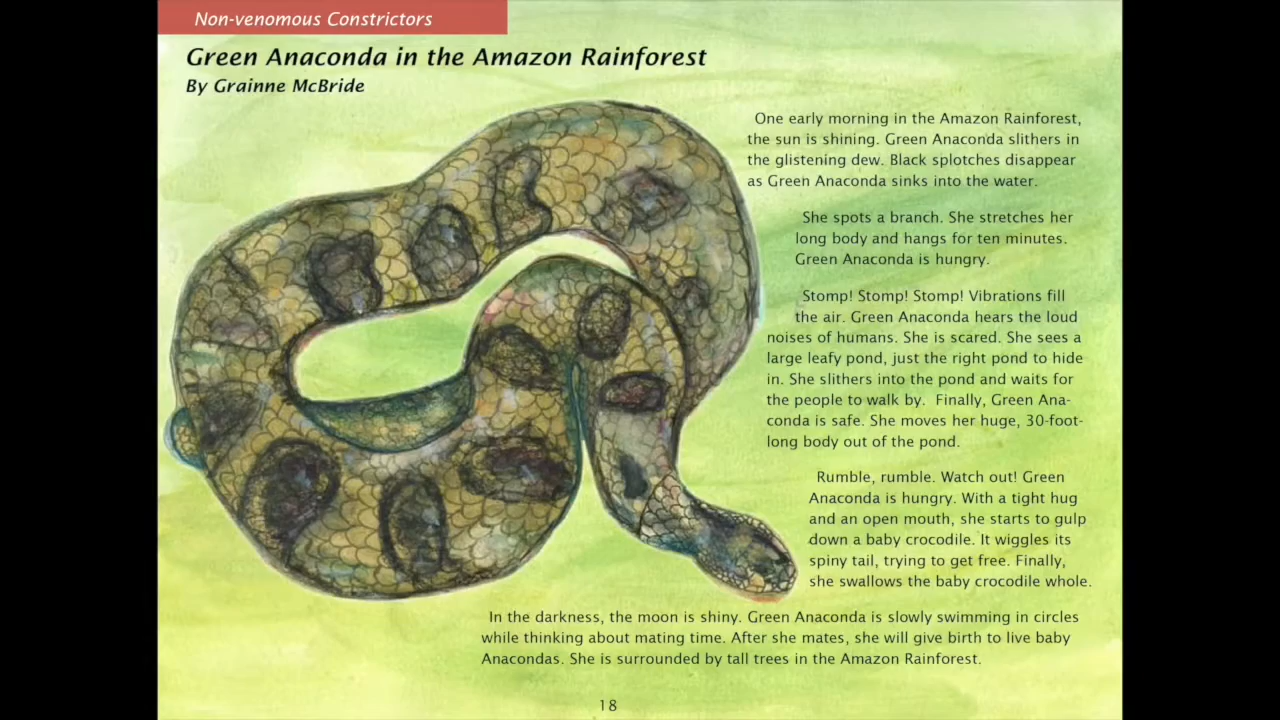 Non-venomous Constrictors
Green Anaconda in the Amazon Rainforest
By Grainne McBride
One early morning in the Amazon Rainforest,
the sun is shining. Green Anaconda slithers in
the glistening dew. Black splotches disappear
as Green Anaconda sinks into the water.
She spots a branch. She stretches her
long body and hangs for ten minutes.
Green Anaconda is hungry.
Stomp! Stomp! Stomp! Vibrations fill
the air. Green Anaconda hears the loud
noises of humans. She is scared. She sees a
large leafy pond, just the right pond to hide
in. She slithers into the pond and waits for
the people to walk by. Finally, Green Ana-
conda is safe. She moves her huge, 30-foot-
long body out of the pond.
Rumble, rumble. Watch out! Green
Anaconda is hungry. With a tight hug
and an open mouth, she starts to gulp
down a baby crocodile. It wiggles its
spiny tail, trying to get free. Finally,
she swallows the baby crocodile whole.
In the darkness, the moon is shiny. Green Anaconda is slowly swimming in circles
while thinking about mating time. After she mates, she will give birth to live baby
Anacondas. She is surrounded by tall trees in the Amazon Rainforest.
18